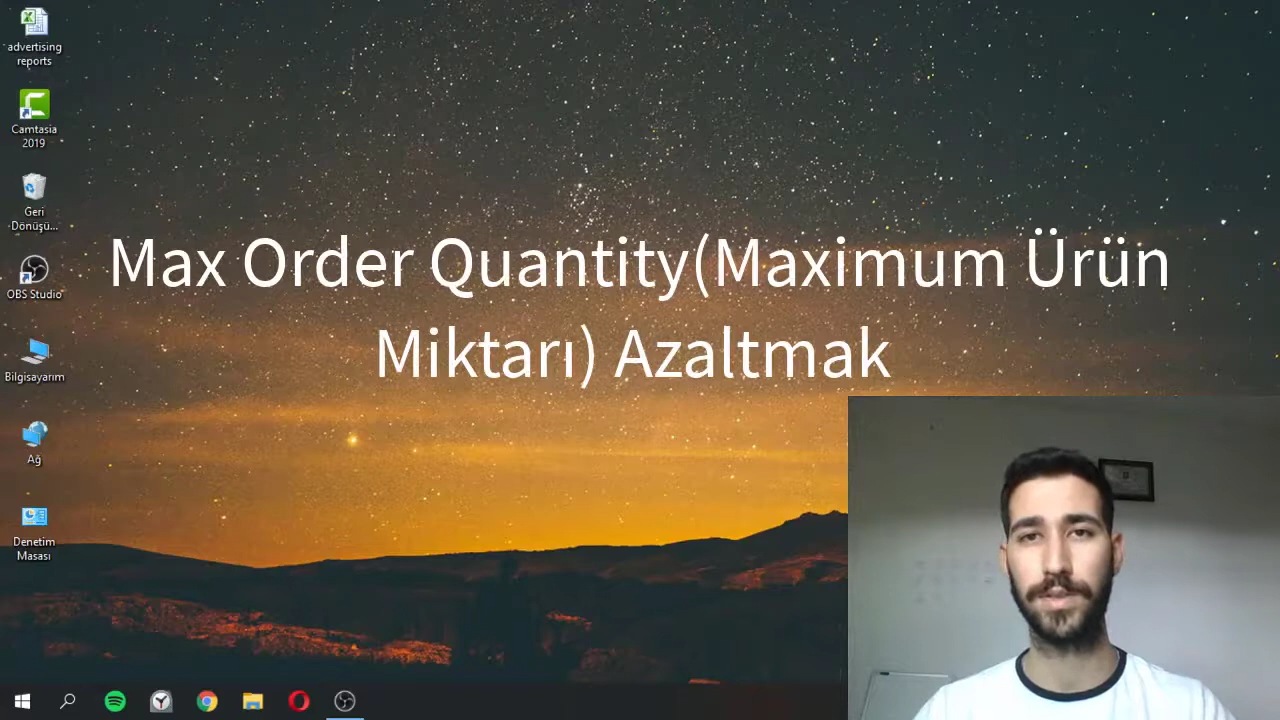 advertising
reports
Camtasia
2019
Geri
Dönüşü...
OBS Studio
Bilgisayarım
Ağ
Denetim
Masası
Max Order Quantity(Maximum Ürün
Miktarı) Azaltmak